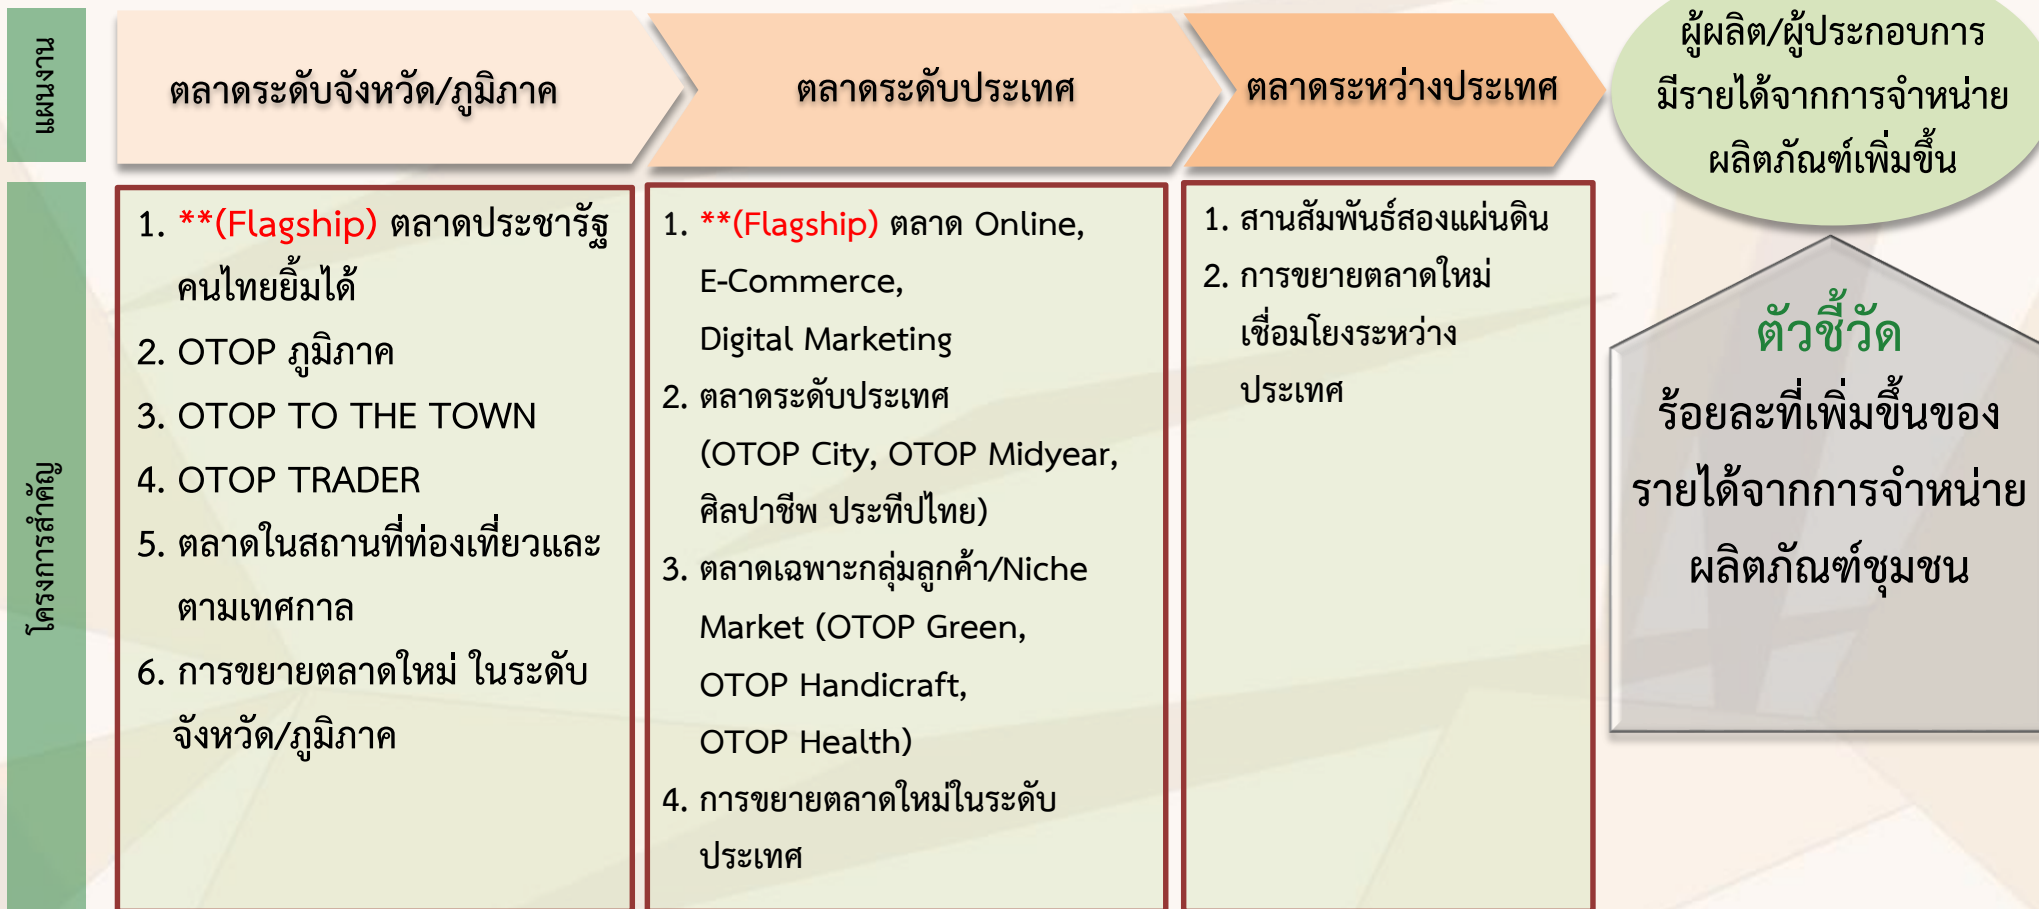 แผนงาน
ตลาดระดับจังหวัด/ภูมิภาค
ตลาดระดับประเทศ
ตลาดระหว่างประเทศ
ผู้ผลิต/ผู้ประกอบการ
มีรายได้จากการจำหน่าย
ผลิตภัณฑ์เพิ่มขึ้น
โครงการสำคัญ
1. **(Flagship) ตลาดประชารัฐ
คนไทยยิ้มได้
2. OTOP ภูมิภาค
3. OTOP TO THE TOWN
4. OTOP TRADER
5. ตลาดในสถานที่ท่องเที่ยวและ
ตามเทศกาล
6. การขยายตลาดใหม่ ในระดับ
จังหวัด/ภูมิภาค
1. **(Flagship) ตลาด Online,
E-Commerce,
Digital Marketing
2. ตลาดระดับประเทศ
(OTOP City, OTOP Midyear,
ศิลปาชีพ ประทีปไทย)
3. ตลาดเฉพาะกลุ่มลูกค้า/Niche
Market (OTOP Green,
OTOP Handicraft,
OTOP Health)
4. การขยายตลาดใหม่ในระดับ
ประเทศ
1. สานสัมพันธ์สองแผ่นดิน
2. การขยายตลาดใหม่
เชื่อมโยงระหว่าง
ประเทศ
ตัวชี้วัด
ร้อยละที่เพิ่มขึ้นของ
รายได้จากการจำหน่าย
ผลิตภัณฑ์ชุมชน